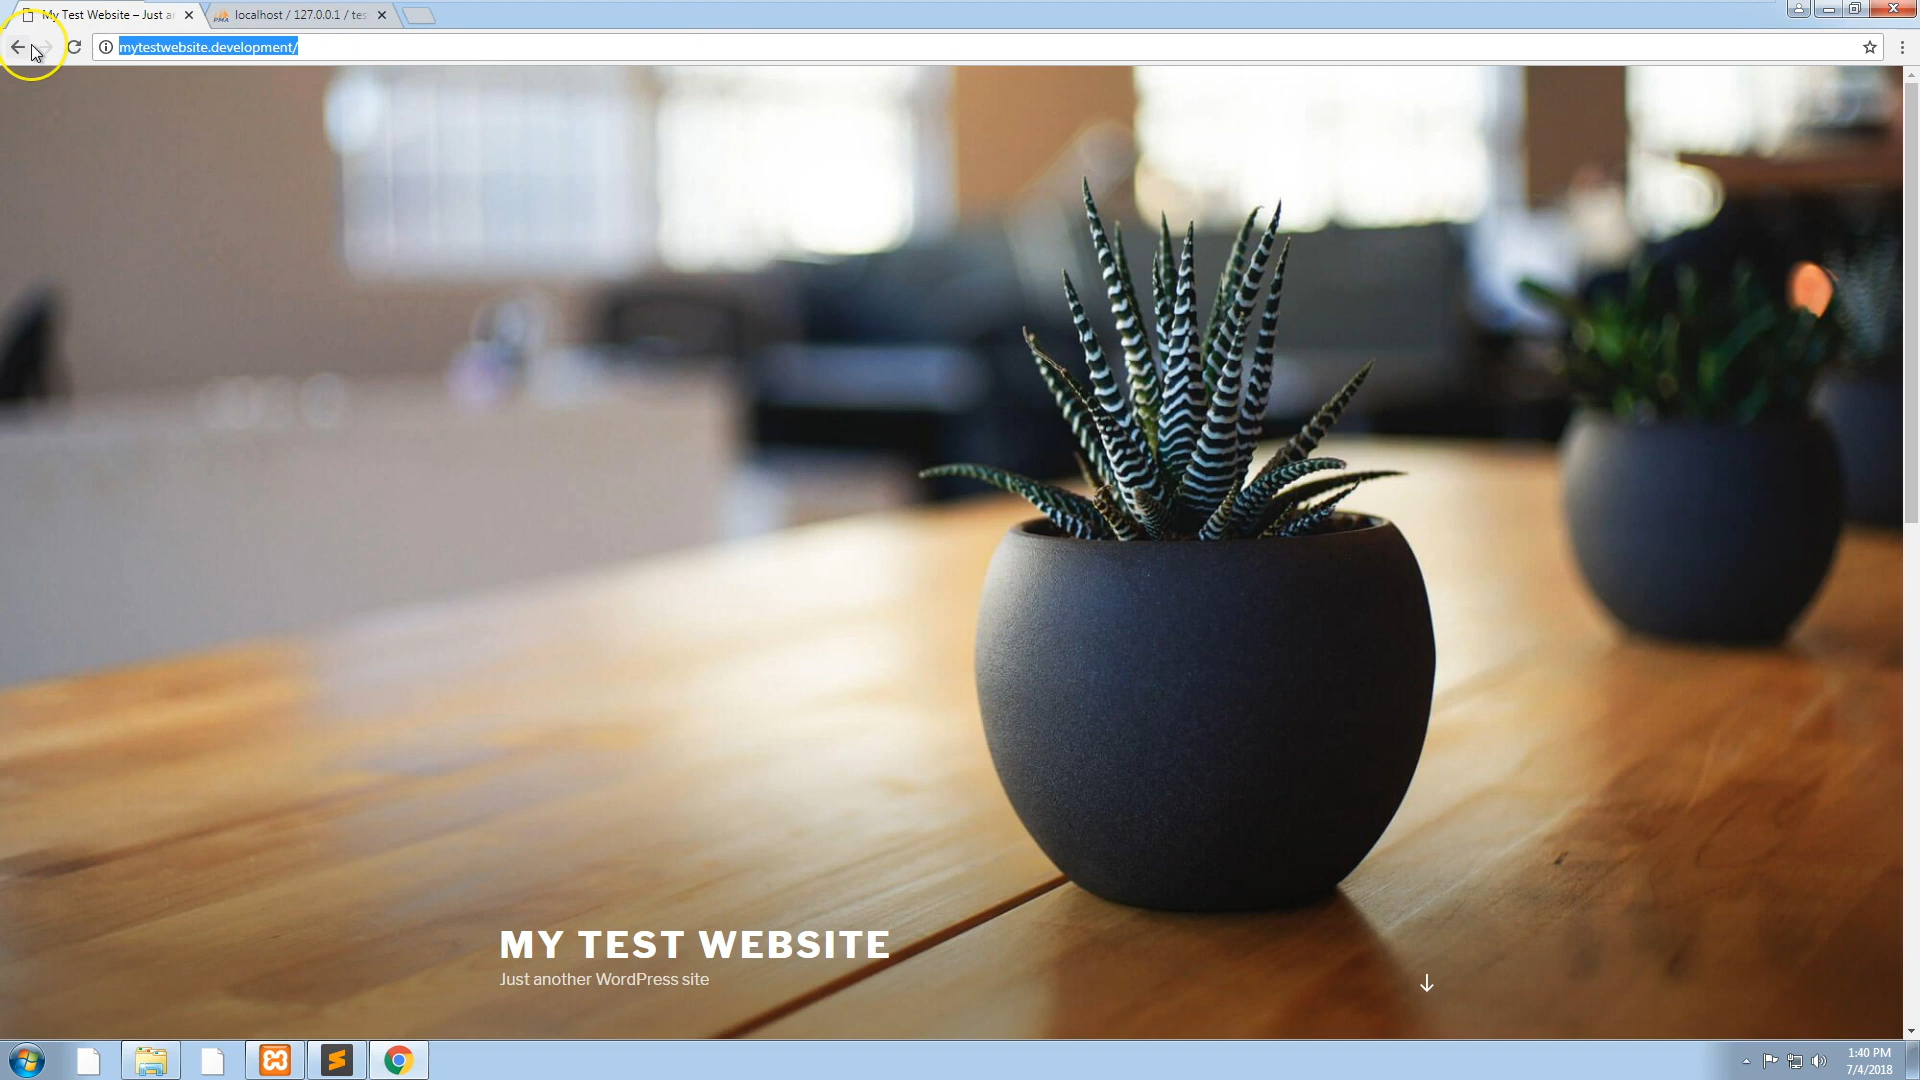 My Test Website – Just a
localhost / 127.0.0.1 / tes
mytestwebsite.development/
MY TEST WEBSITE
Just another WordPress site
1:40 PM
7/4/2018